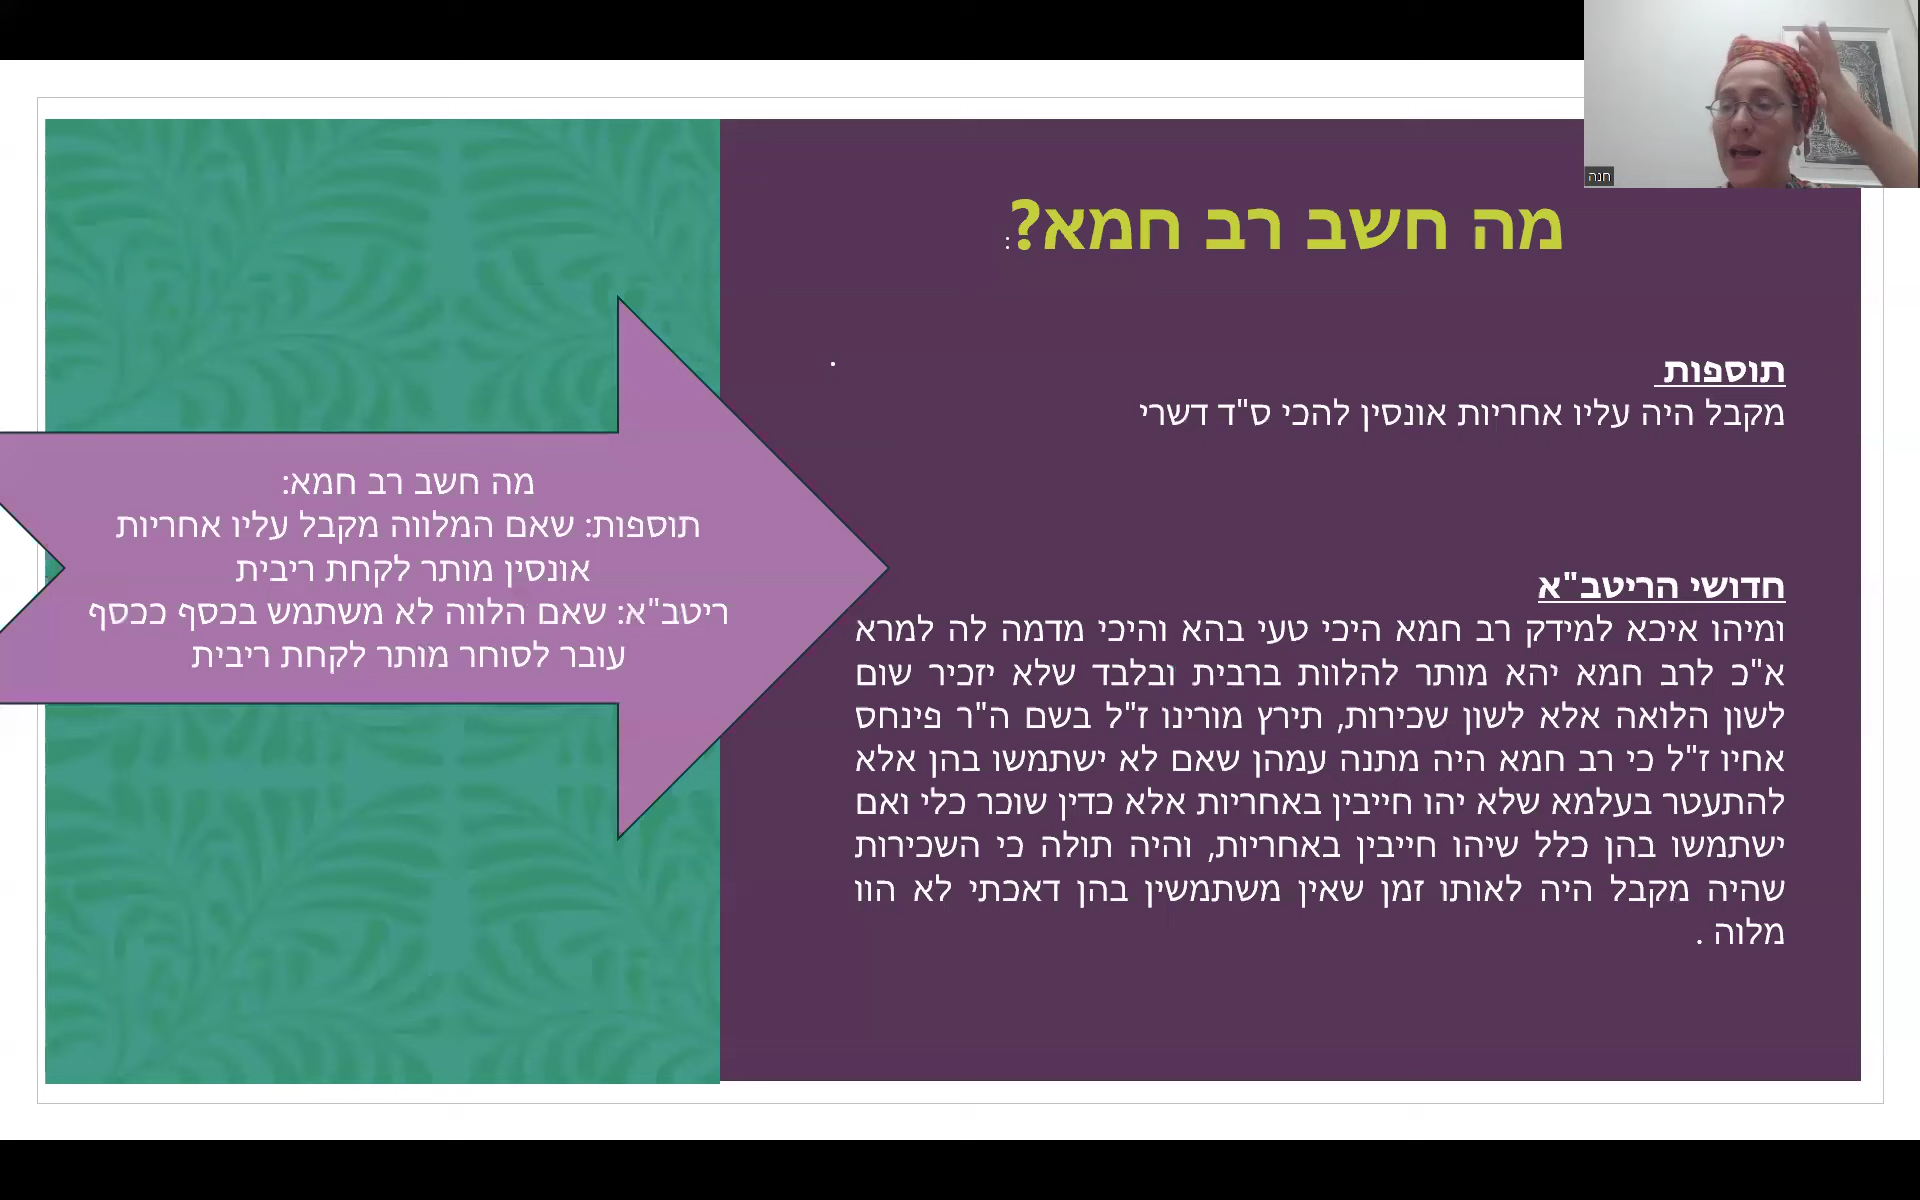 חנה
מה חשב רב חמא?:
תוספות
מקבל היה עליו אחריות אונסין להכי ס"ד דשרי
חדושי הריטב"א
ומיהו איכא למידק רב חמא היכי טעי בהא והיכי מדמה לה למרא
א"כ לרב חמא יהא מותר להלוות ברבית ובלבד שלא יזכיר שום
לשון הלואה אלא לשון שכירות, תירץ מורינו ז"ל בשם ה"ר פינחס
אחיו ז"ל כי רב חמא היה מתנה עמהן שאם לא ישתמשו בהן אלא
להתעטר בעלמא שלא יהו חייבין באחריות אלא כדין שוכר כלי ואם
ישתמשו בהן כלל שיהו חייבין באחריות, והיה תולה כי השכירות
שהיה מקבל היה לאותו זמן שאין משתמשין בהן דאכתי לא הוו
מלוה .
מה חשב רב חמא:
תוספות: שאם המלווה מקבל עליו אחריות
אונסין מותר לקחת ריבית
ריטב"א: שאם הלווה לא משתמש בכסף ככסף
עובר לסוחר מותר לקחת ריבית